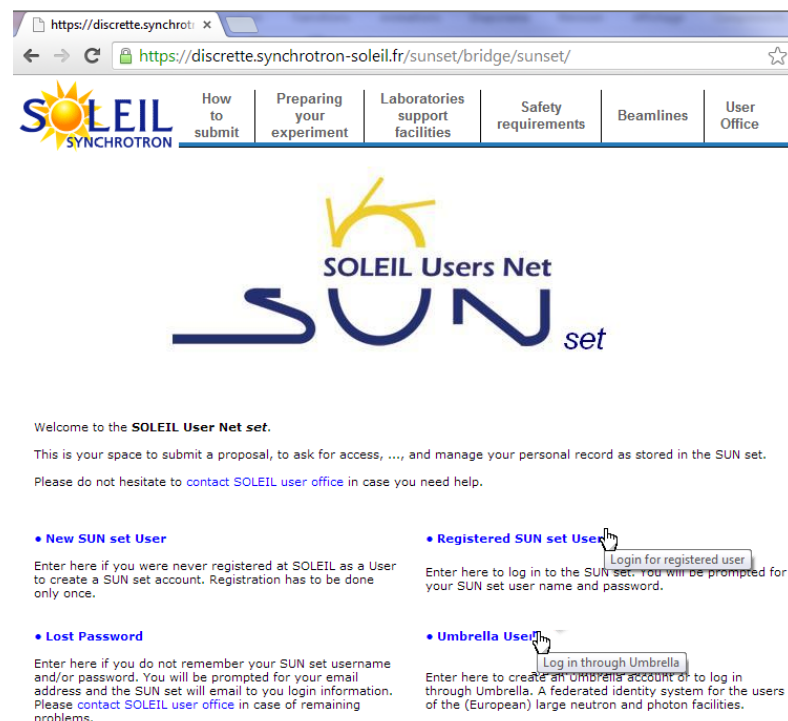 https://discrette.synchrotr
https://discrette.synchrotron-soleil.fr/sunset/bridge/sunset/
SOLEIL
SYNCHROTRON
How
to
submit
Preparing
your
experiment
Laboratories
support
facilities
Safety
requirements
Beamlines
User
Office
SOLEIL Users Net
SUN set
Welcome to the SOLEIL User Net set.
This is your space to submit a proposal, to ask for access, ..., and manage your personal record as stored in the SUN set.
Please do not hesitate to contact SOLEIL user office in case you need help.
• New SUN set User
Enter here if you were never registered at SOLEIL as a User
to create a SUN set account. Registration has to be done
only once.
• Registered SUN set User
Login for registered user
Enter here to log in to the SUN set. You will be prompted for
your SUN set user name and password.
• Lost Password
Enter here if you do not remember your SUN set username
and/or password. You will be prompted for your email
address and the SUN set will email to you login information.
Please contact SOLEIL user office in case of remaining
problems.
• Umbrella User
Log in through Umbrella
Enter here to create an Umbrella account or to log in
through Umbrella. A federated identity system for the users
of the (European) large neutron and photon facilities.